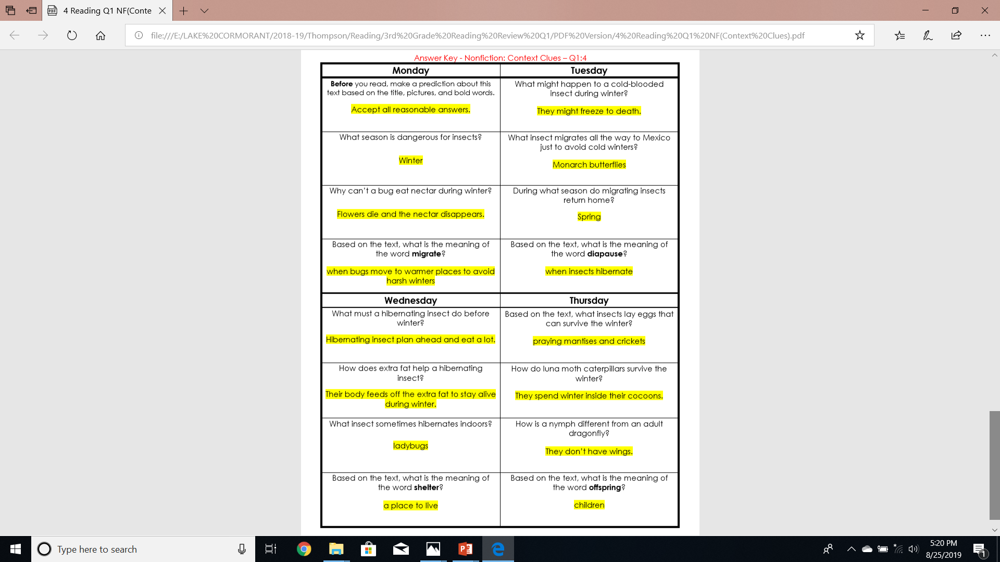 4 Reading Q1 NF(Conte
file:///E:/LAKE%20CORMORANT/2018-19/Thompson/Reading/3rd%20Grade%20Reading%20Review%20Q1/PDF%20Version/4%20Reading%20Q1%20NF(Context%20Clues).pdf
Answer Key - Nonfiction: Context Clues – Q1:4
Monday
Before you read, make a prediction about this
text based on the title, pictures, and bold words.
Accept all reasonable answers.
What season is dangerous for insects?
Winter
Why can't a bug eat nectar during winter?
Flowers die and the nectar disappears.
Based on the text, what is the meaning of
the word migrate?
when bugs move to warmer places to avoid
harsh winters
Tuesday
What might happen to a cold-blooded
insect during winter?
They might freeze to death.
What insect migrates all the way to Mexico
just to avoid cold winters?
Monarch butterflies
During what season do migrating insects
return home?
Spring
Based on the text, what is the meaning of
the word diapause?
when insects hibernate
Wednesday
What must a hibernating insect do before
winter?
Hibernating insect plan ahead and eat a lot.
How does extra fat help a hibernating
insect?
Their body feeds off the extra fat to stay alive
during winter.
What insect sometimes hibernates indoors?
ladybugs
Based on the text, what is the meaning of
the word shelter?
a place to live
Thursday
Based on the text, what insects lay eggs that
can survive the winter?
praying mantises and crickets
How do luna moth caterpillars survive the
winter?
They spend winter inside their cocoons.
How is a nymph different from an adult
dragonfly?
They don't have wings.
Based on the text, what is the meaning of
the word offspring?
children
Type here to search
5:20 PM
8/25/2019
1